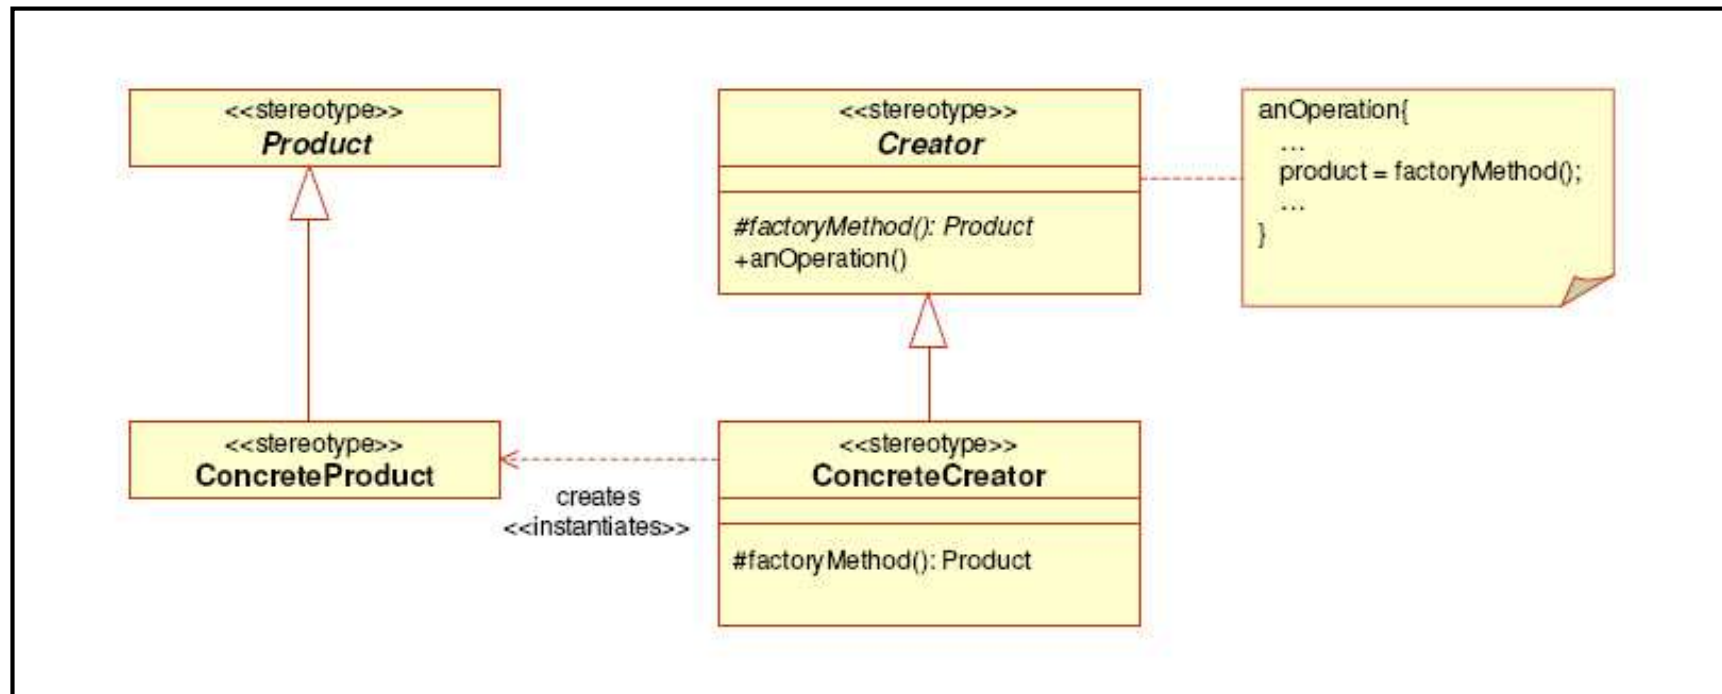 <<stereotype>>
Product
<<stereotype>>
Creator
#factoryMethod(): Product
+anOperation()
anOperation{
...
product = factoryMethod();
...
}
<<stereotype>>
ConcreteProduct
creates
<<instantiates>>
<<stereotype>>
ConcreteCreator
#factoryMethod(): Product